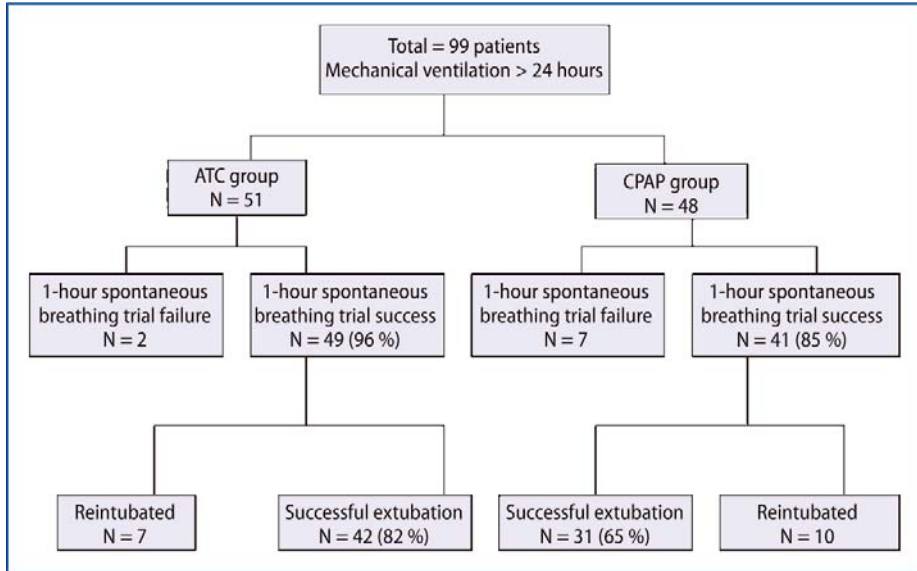 Total = 99 patients
Mechanical ventilation > 24 hours
ATC group
N = 51
CPAP group
N = 48
1-hour spontaneous
breathing trial failure
N = 2
1-hour spontaneous
breathing trial success
N = 49 (96 %)
1-hour spontaneous
breathing trial failure
N = 7
1-hour spontaneous
breathing trial success
N = 41 (85 %)
Reintubated
N = 7
Successful extubation
N = 42 (82 %)
Successful extubation
N = 31 (65 %)
Reintubated
N = 10